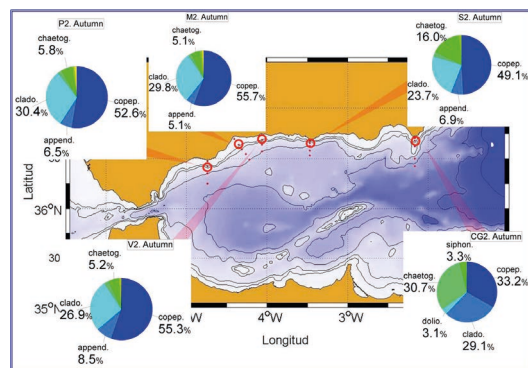 P2. Autumn
chaetog.
5.8%
clado.
30.4%
copep.
52.6%
append.
6.5%
M2. Autumn
chaetog.
5.1%
clado.
29.8%
copep.
55.7%
append.
5.1%
S2. Autumn
chaetog.
16.0%
clado.
23.7%
copep.
49.1%
append.
6.9%
Latitud
36°N
30
35°N
V2. Autumn
chaetog.
5.2%
clado.
26.9%
copep.
55.3%
append.
8.5%
CG2. Autumn
siphon.
3.3%
chaetog.
30.7%
copep.
33.2%
dolio.
3.1%
clado.
29.1%
W
4°W
3°W
Longitud